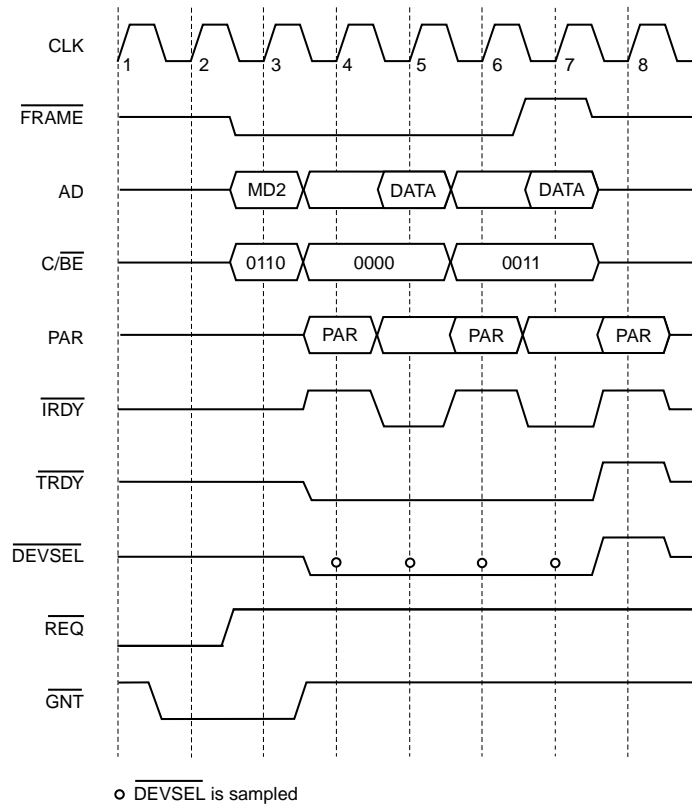 CLK
1 2 3 4 5 6 7 8
FRAME
AD MD2 DATA DATA
C/BE 0110 0000 0011
PAR PAR PAR PAR
IRDY
TRDY
DEVSEL
REQ
GNT
DEVSEL is sampled